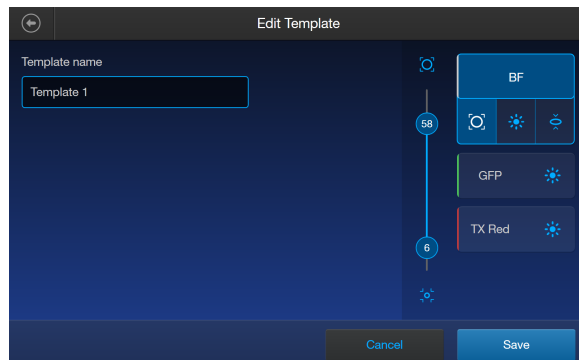 Edit Template
Template name
Template 1
58
6
BF
GFP
TX Red
Cancel
Save